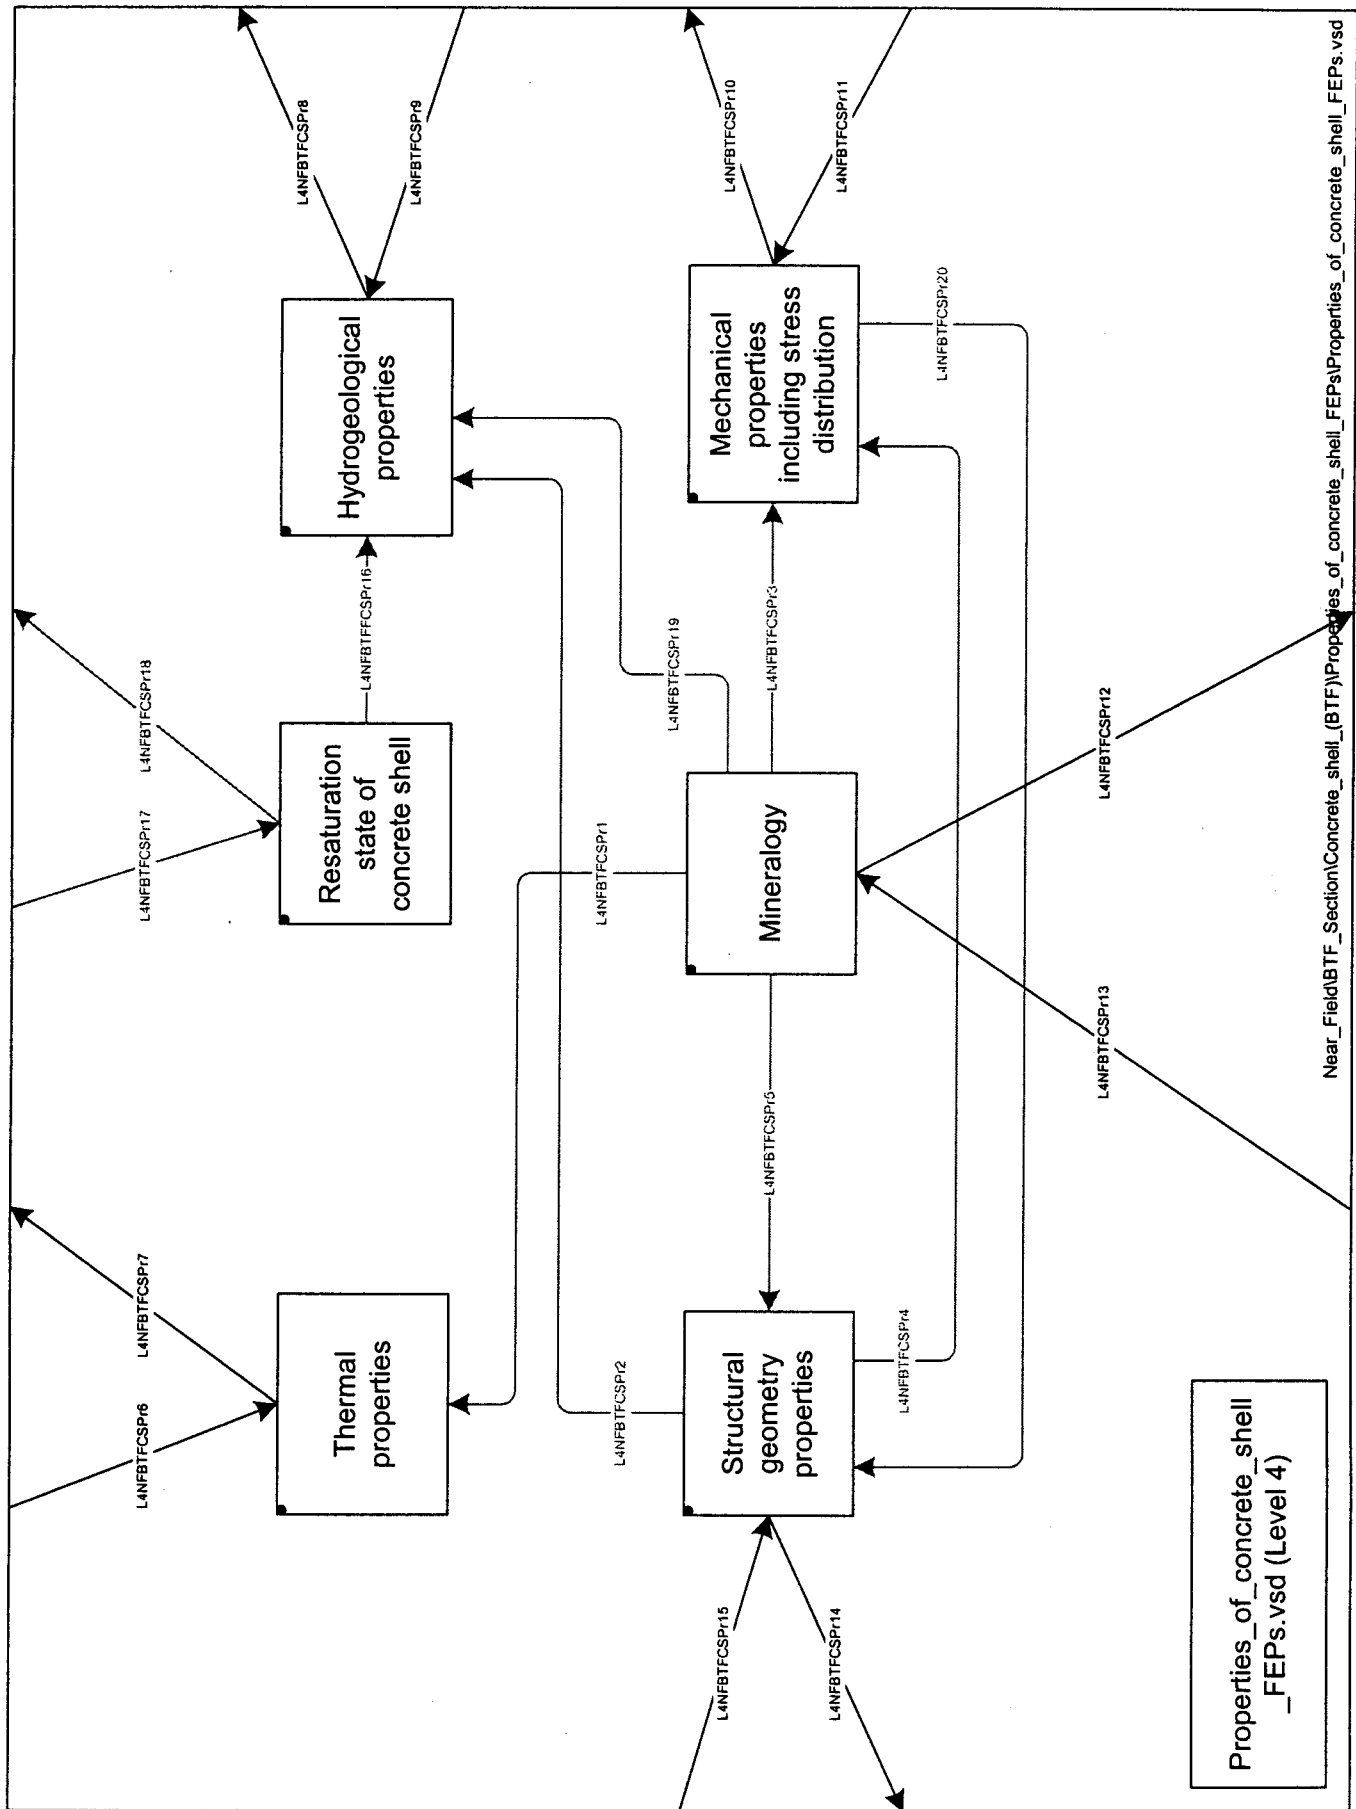 L4NFBTFCSPr6
L4NFBTFCSPr7
L4NFBTFCSPr17
L4NFBTFCSPr18
Thermal
properties
Resaturation
state of
concrete shell
L4NFBTFFCSPr16
Hydrogeological
properties
L4NFBTFCSPr8
L4NFBTFCSPr9
L4NFBTFCSPr1
L4NFBTFCSPr2
L4NFBTFCSPr19
L4NFBTFCSPr15
L4NFBTFCSPr14
Structural
geometry
properties
L4NFBTFCSPr5
Mineralogy
L4NFBTFCSPr3
Mechanical
properties
including stress
distribution
L4NFBTFCSPr10
L4NFBTFCSPr11
L4NFBTFCSPr4
L4NFBTFCSPr20
L4NFBTFCSPr13
L4NFBTFCSPr12
Properties_of_concrete_shell
_FEPs.vsd (Level 4)
Near_Field\BTF_Section\Concrete_shell_(BTF)\Properties_of_concrete_shell_FEPs\Properties_of_concrete_shell_FEPs.vsd